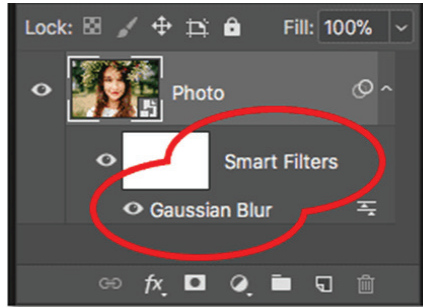 Lock: Fill: 100%
Photo
Smart Filters
Gaussian Blur
fx